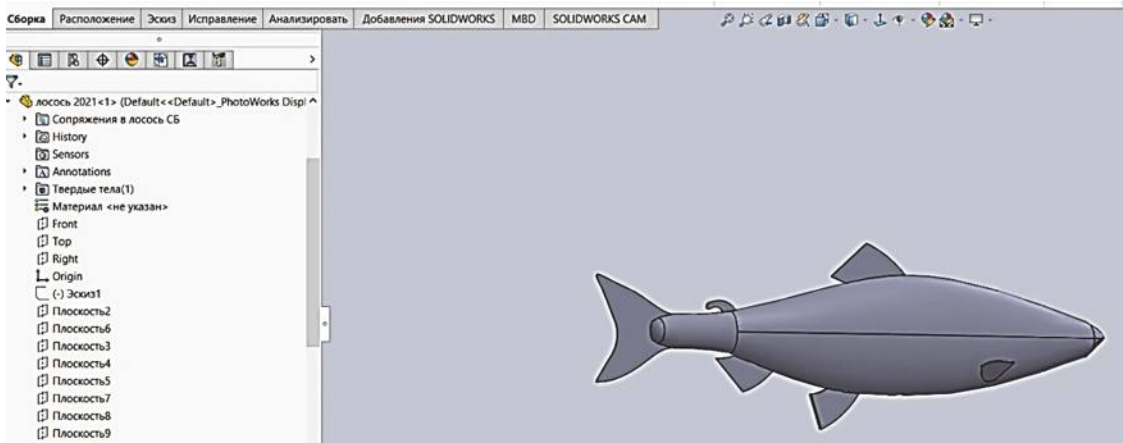 Сборка Расположение Эскиз Исправление Анализировать Добавления SOLIDWORKS MBD SOLIDWORKS CAM
лосось 2021<1> (Default<<Default>_PhotoWorks Displ
Сопряжения в лосось СБ
History
Sensors
Annotations
Твердые тела(1)
Материал <не указан>
Front
Top
Right
Origin
(-) Эскиз1
Плоскость2
Плоскость6
Плоскость3
Плоскость4
Плоскость5
Плоскость7
Плоскость8
Плоскость9